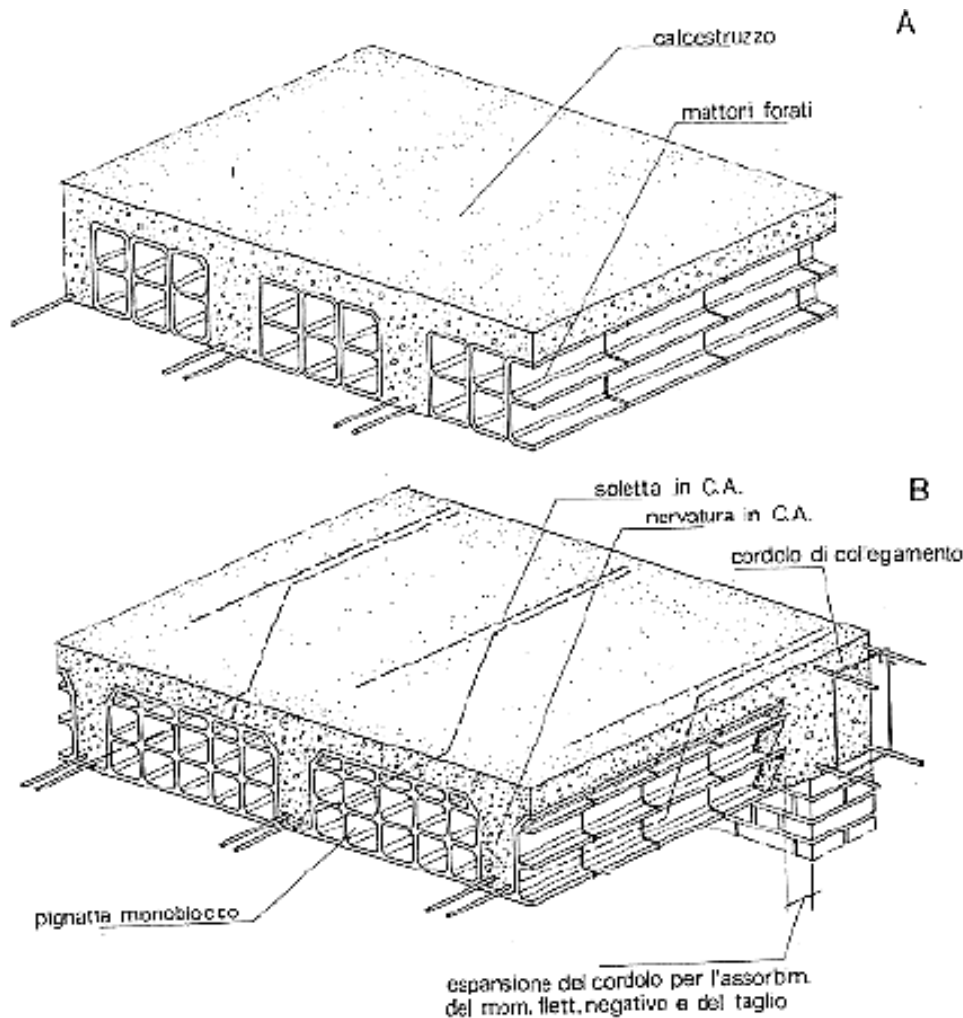 A
calcestruzzo
mattoni forati
soletta in C.A.
B
nervatura in C.A.
cordolo di collegamento
pignatta monoblocco
espansione del cordolo per l'assorbim.
del mom. flett. negativo e del taglio